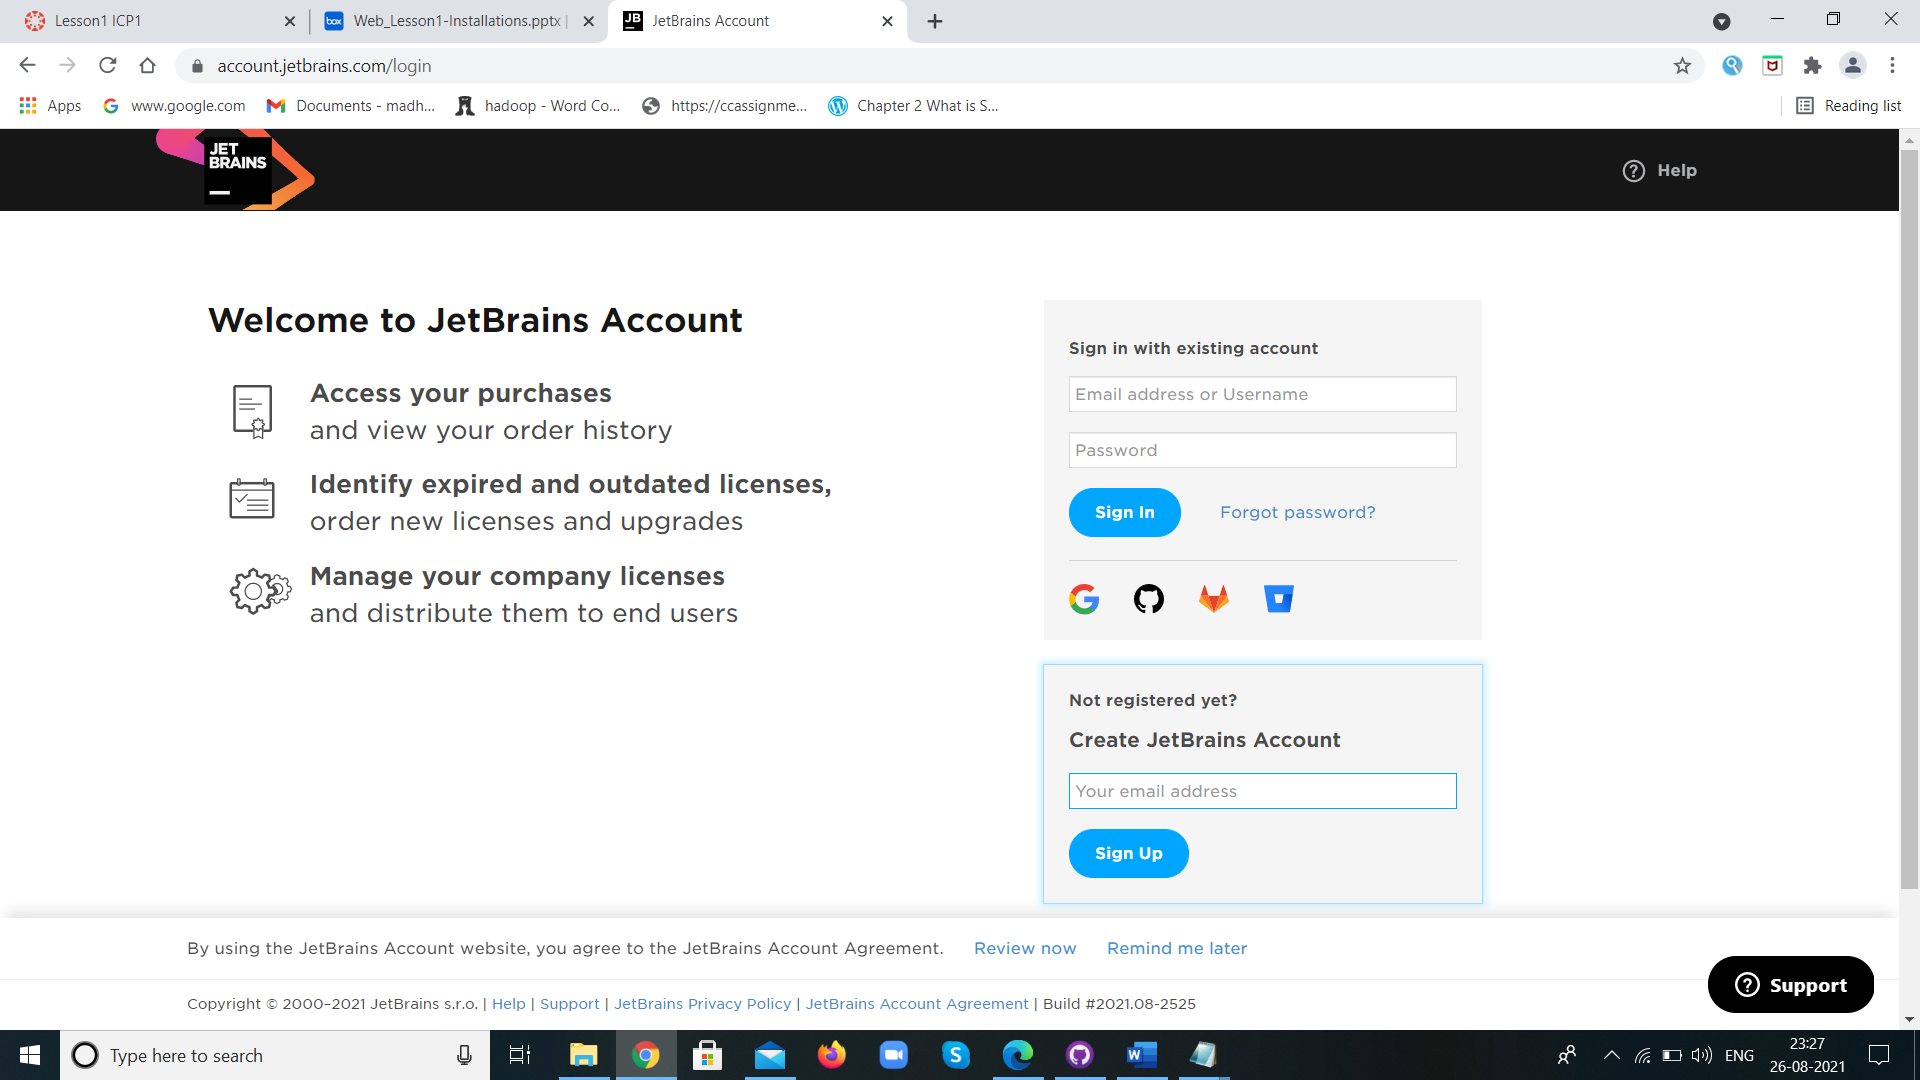 Lesson1 ICP1
Web_Lesson1-Installations.pptx |
JetBrains Account
account.jetbrains.com/login
Apps
www.google.com
Documents - madh...
hadoop - Word Co...
https://ccassignme...
Chapter 2 What is S...
Reading list
JET
BRAINS
Help
Welcome to JetBrains Account
Access your purchases
and view your order history
Identify expired and outdated licenses,
order new licenses and upgrades
Manage your company licenses
and distribute them to end users
Sign in with existing account
Email address or Username
Password
Sign In
Forgot password?
Not registered yet?
Create JetBrains Account
Your email address
Sign Up
By using the JetBrains Account website, you agree to the JetBrains Account Agreement. Review now Remind me later
Copyright © 2000–2021 JetBrains s.r.o. | Help | Support | JetBrains Privacy Policy | JetBrains Account Agreement | Build #2021.08-2525
Support
Type here to search
ENG
23:27
26-08-2021